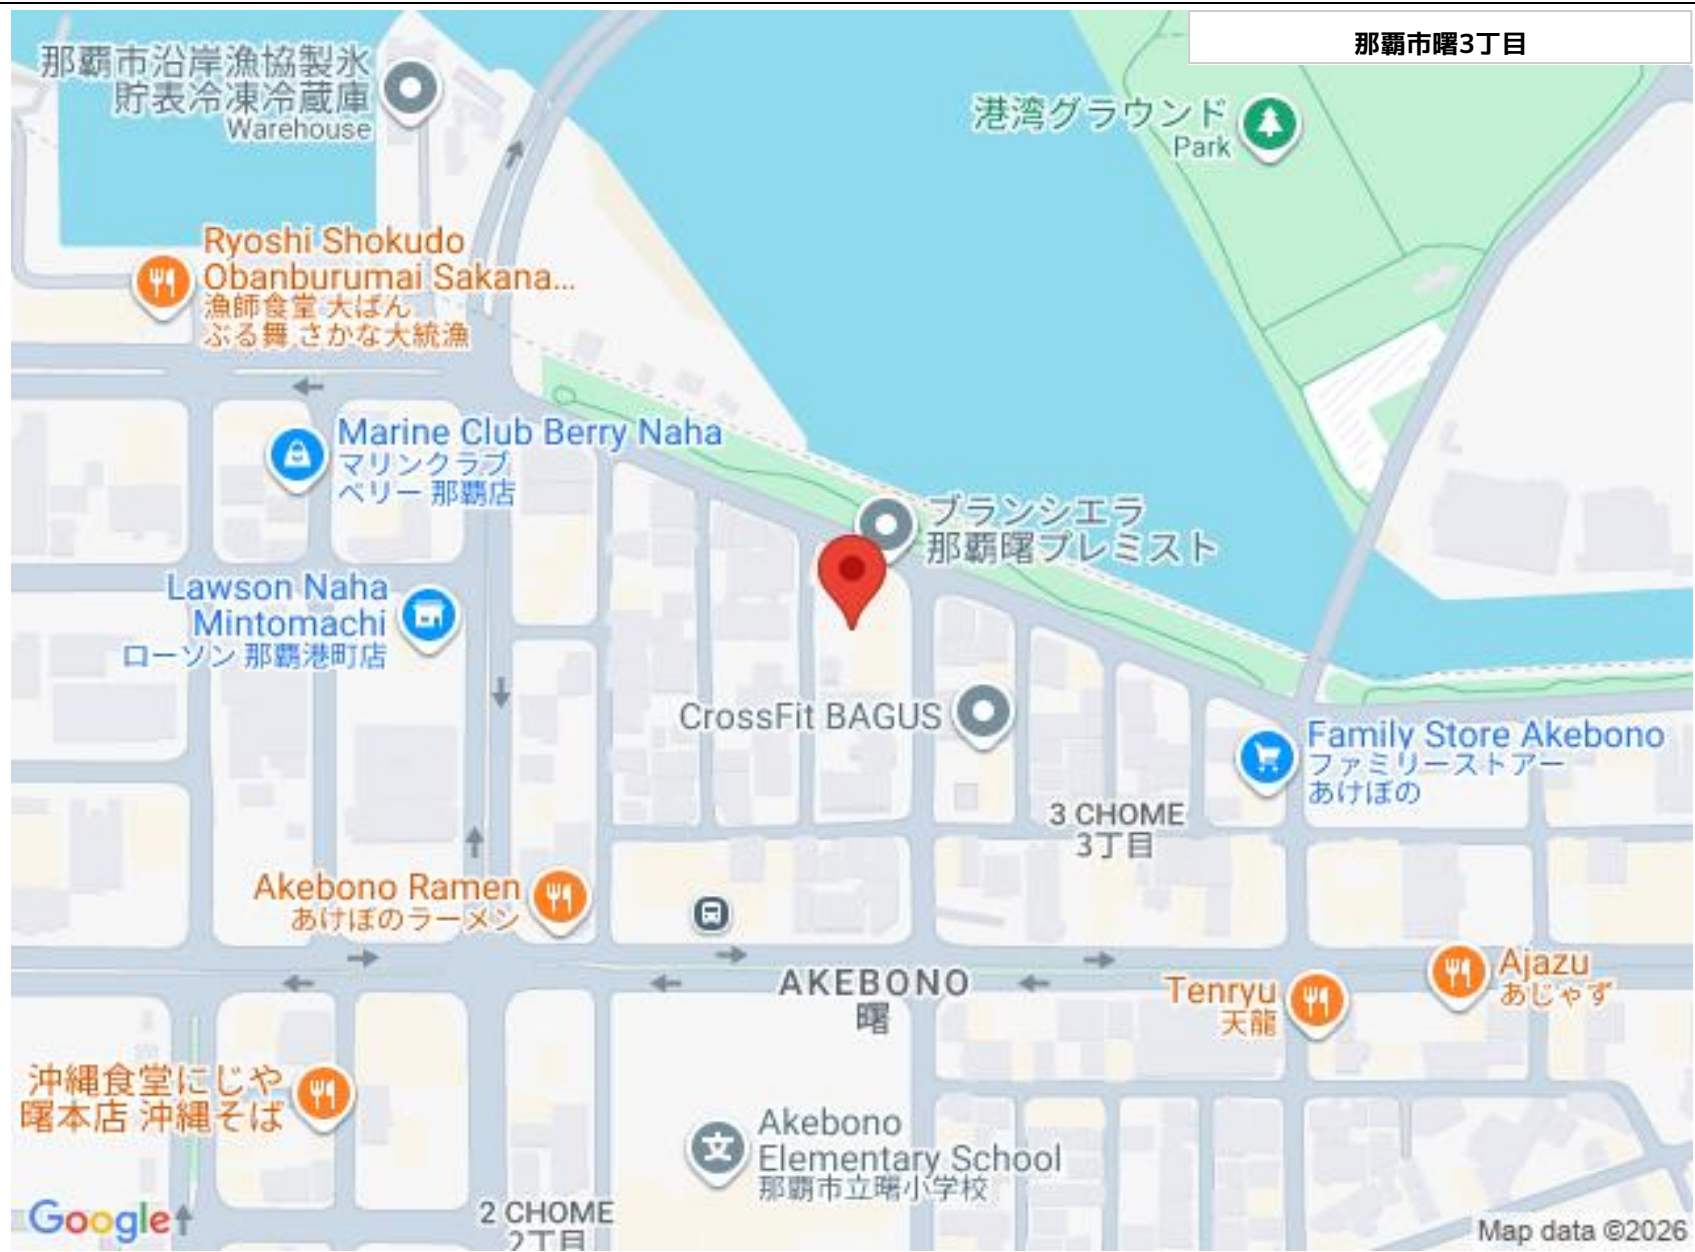 那覇市曙3丁目
那覇市沿岸漁協製氷
貯表冷凍冷蔵庫
Warehouse
港湾グラウンド
Park
Ryoshi Shokudo
Obanburumai Sakana...
漁師食堂 大ばん
ぶる舞 さかな大統漁
Marine Club Berry Naha
マリンクラブ
ベリー 那覇店
ブランシエラ
那覇曙プレミスト
Lawson Naha
Mintomachi
ローソン 那覇港町店
CrossFit BAGUS
Family Store Akebono
ファミリーストアー
あけぼの
3 CHOME
3丁目
Akebono Ramen
あけぼのラーメン
AKEBONO
曙
Ajazu
あじゃず
Tenryu
天龍
沖縄食堂にじや
曙本店 沖縄そば
Akebono
Elementary School
那覇市立曙小学校
2 CHOME
2丁目
Google
Map data ©2026